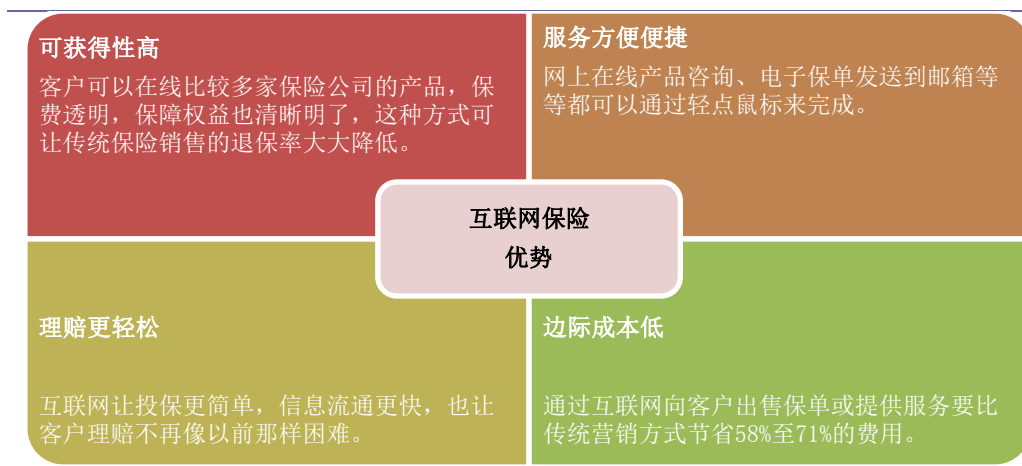 可获得性高
客户可以在线比较多家保险公司的产品，保
费透明，保障权益也清晰明了，这种方式可
让传统保险销售的退保率大大降低。
服务方便便捷
网上在线产品咨询、电子保单发送到邮箱等
等都可以通过轻点鼠标来完成。
互联网保险
优势
理赔更轻松
互联网让投保更简单，信息流通更快，也让
客户理赔不再像以前那样困难。
边际成本低
通过互联网向客户出售保单或提供服务要比
传统营销方式节省58%至71%的费用。